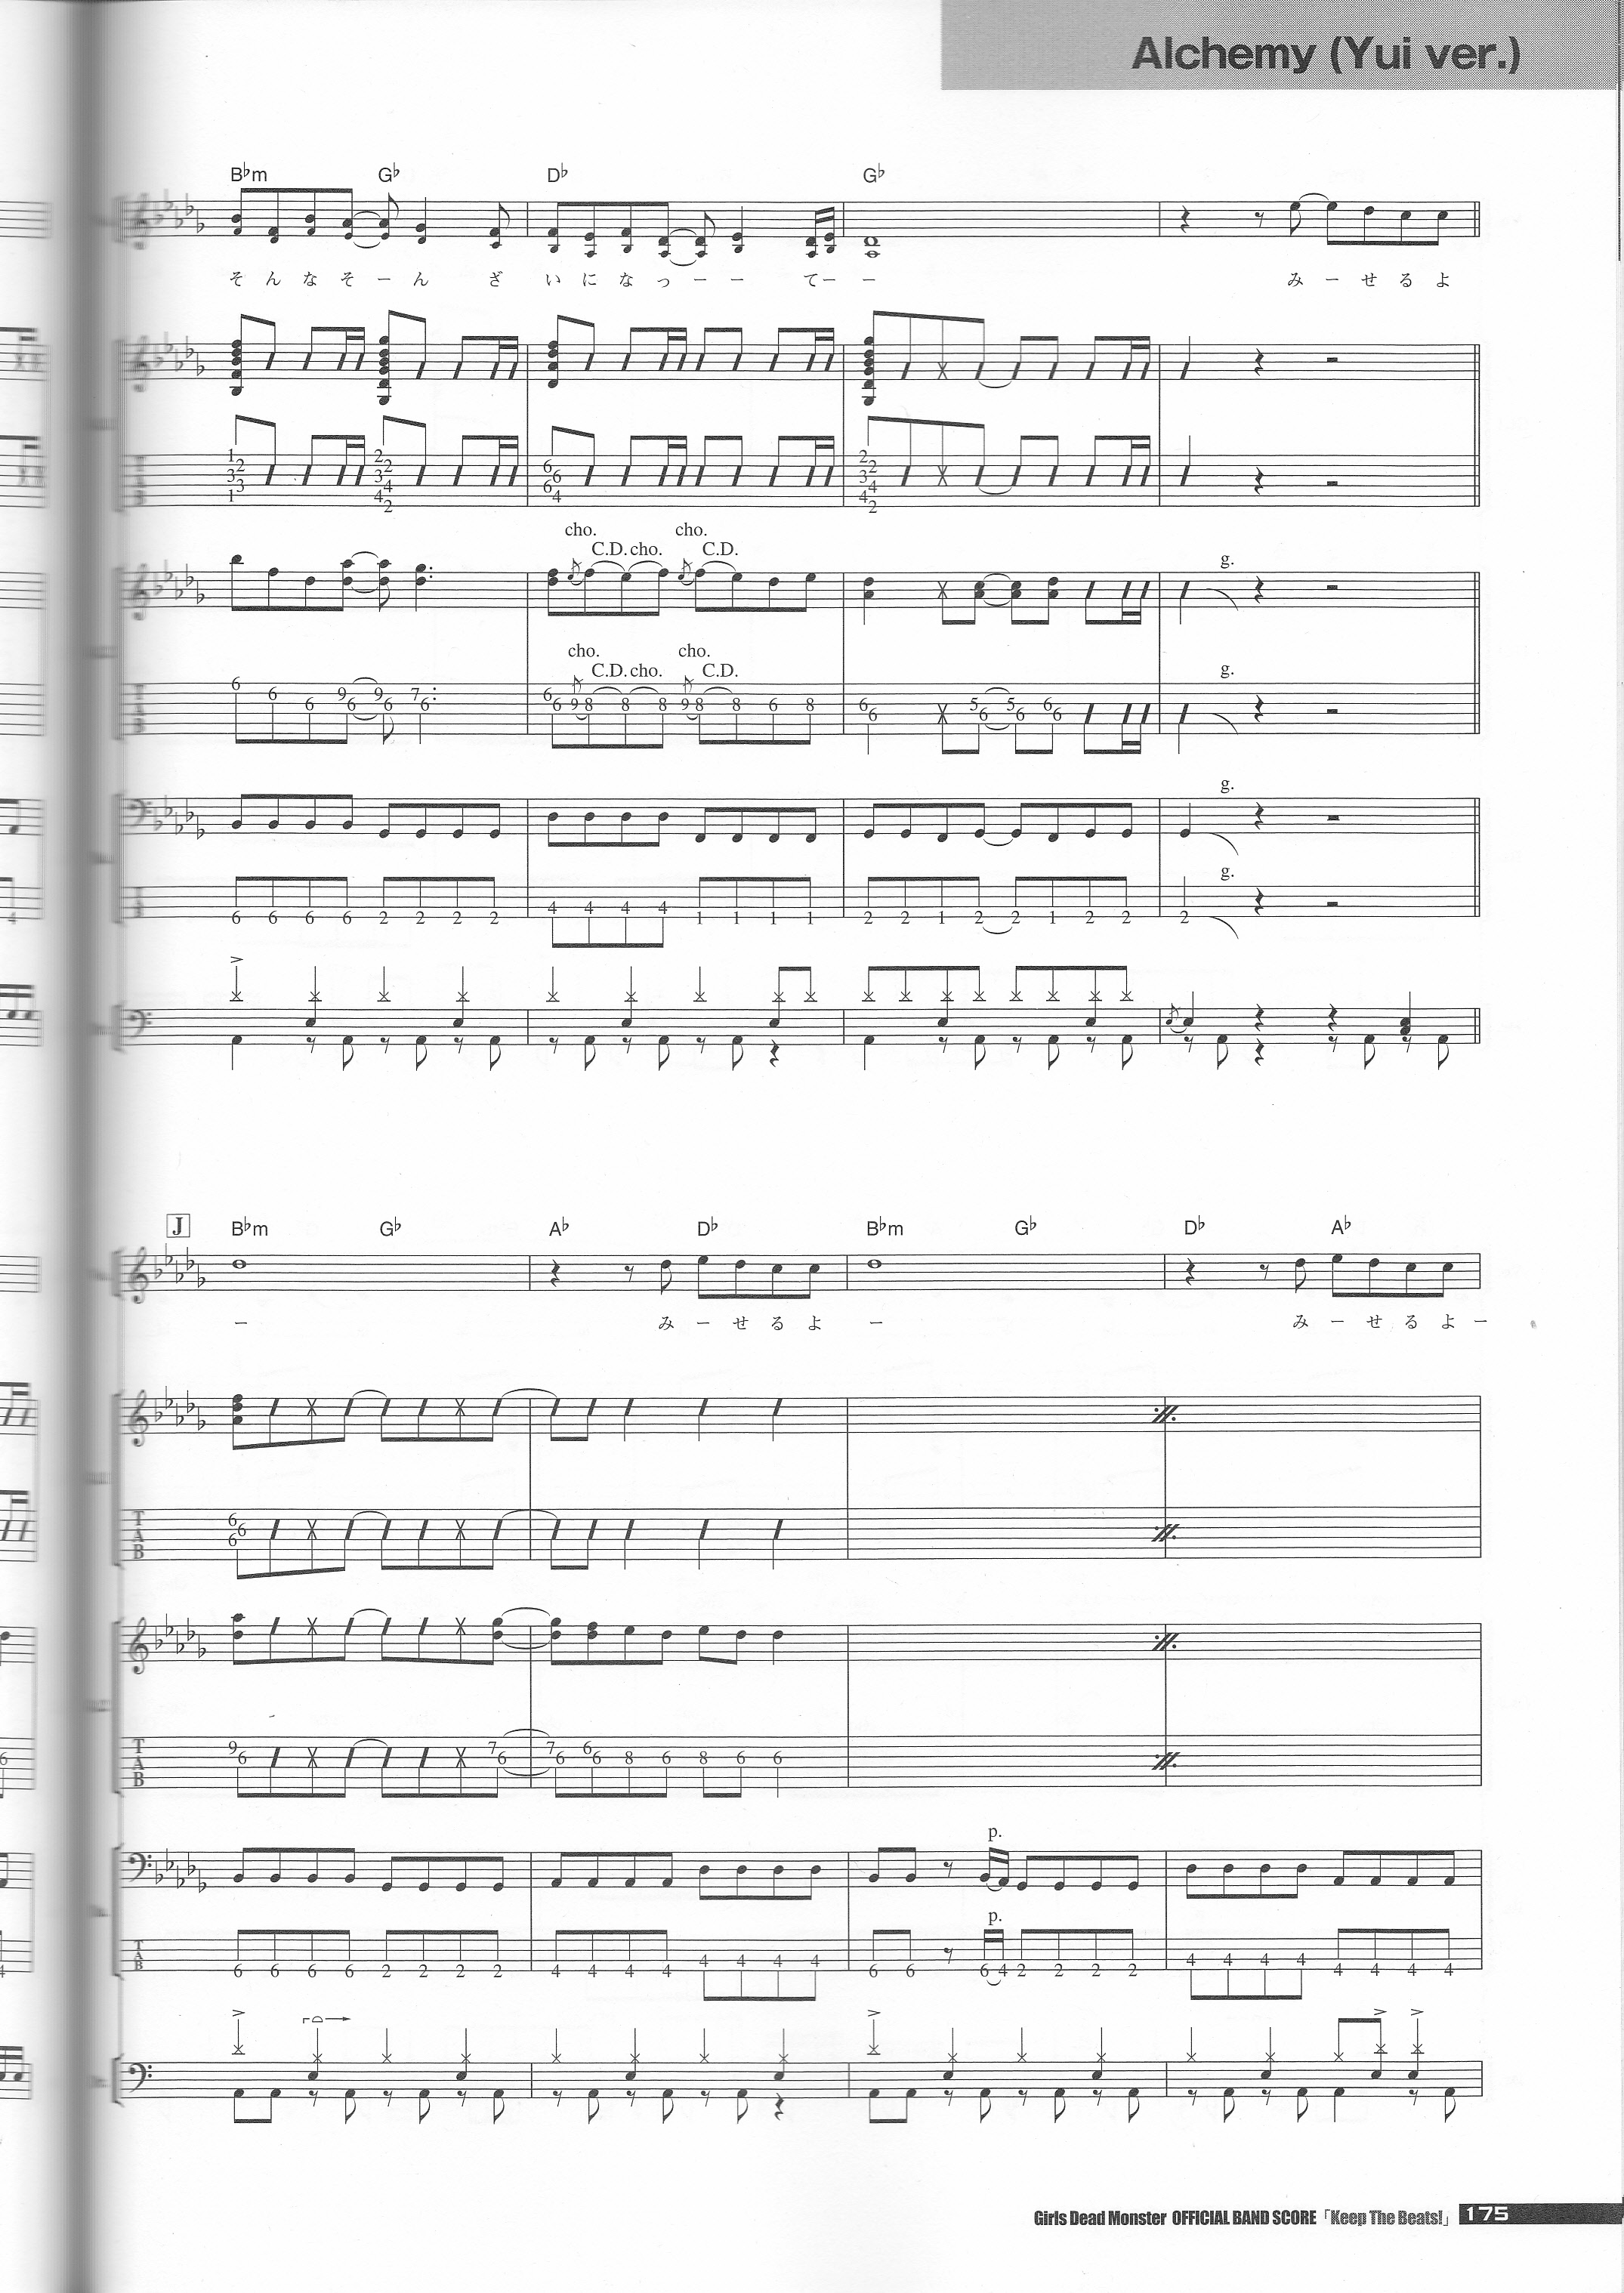 Alchemy (Yui ver.)
B♭m G♭ D♭ G♭
そ ん な そ ー ん ざ い に な っ ー ー て ー ー み ー せ る よ
1 2 3 3 1 2 2 3 4 4 2 6 6 6 4 2 2 3 4 4 2
cho. cho.
C.D. cho. C.D.
g.
cho. cho.
C.D. cho. C.D.
g.
6 6 6 9 6 9 6 7 6 6 6 9 8 8 8 9 8 8 6 8 6 6 5 6 5 6 6 6
g.
g.
6 6 6 6 2 2 2 2 4 4 4 4 1 1 1 1 2 2 1 2 2 1 2 2 2
J B♭m G♭ A♭ D♭ B♭m G♭ D♭ A♭
ー み ー せ る よ ー み ー せ る よ ー
T A B
6 6 6
T A B
9 6 7 6 7 6 6 6 8 6 8 6 6
p.
p.
T A B
6 6 6 6 2 2 2 2 4 4 4 4 4 4 4 4 6 6 6 4 2 2 2 2 4 4 4 4 4 4 4 4
Girls Dead Monster OFFICIAL BAND SCORE「Keep The Beats!」 175